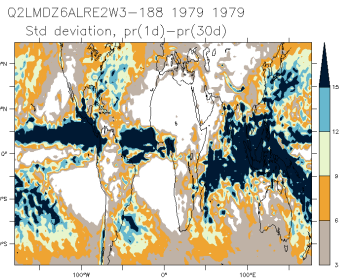 Q2LMDZ6ALRE2W3-188 1979 1979
Std deviation, pr(1d)-pr(30d)
15
12
9
6
3
°N
°N
0°
°S
°S
100°W
0°
100°E